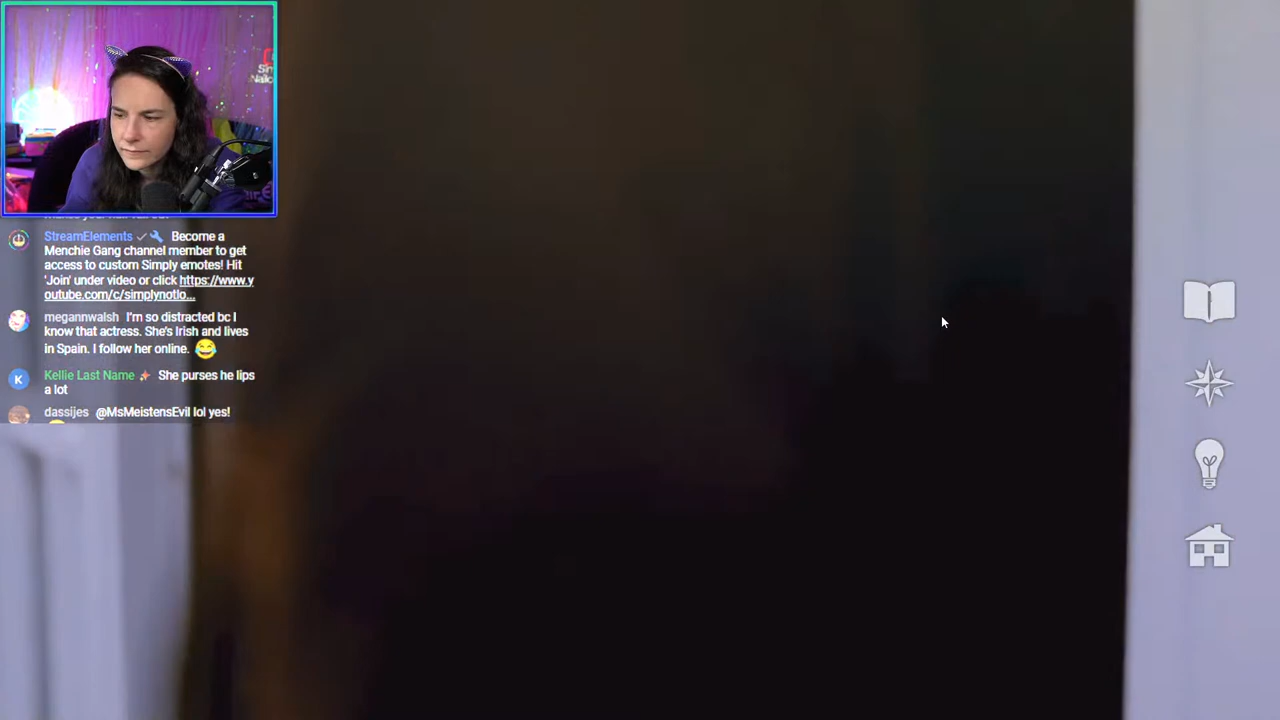 StreamElements Become a
Menchie Gang channel member to get
access to custom Simply emotes! Hit
'Join' under video or click https://www.y
outube.com/c/simplynotlo...
megannwalsh I'm so distracted bc I
know that actress. She's Irish and lives
in Spain. I follow her online.
K Kellie Last Name She purses he lips
a lot
dassijes @MsMeistensEvil lol yes!